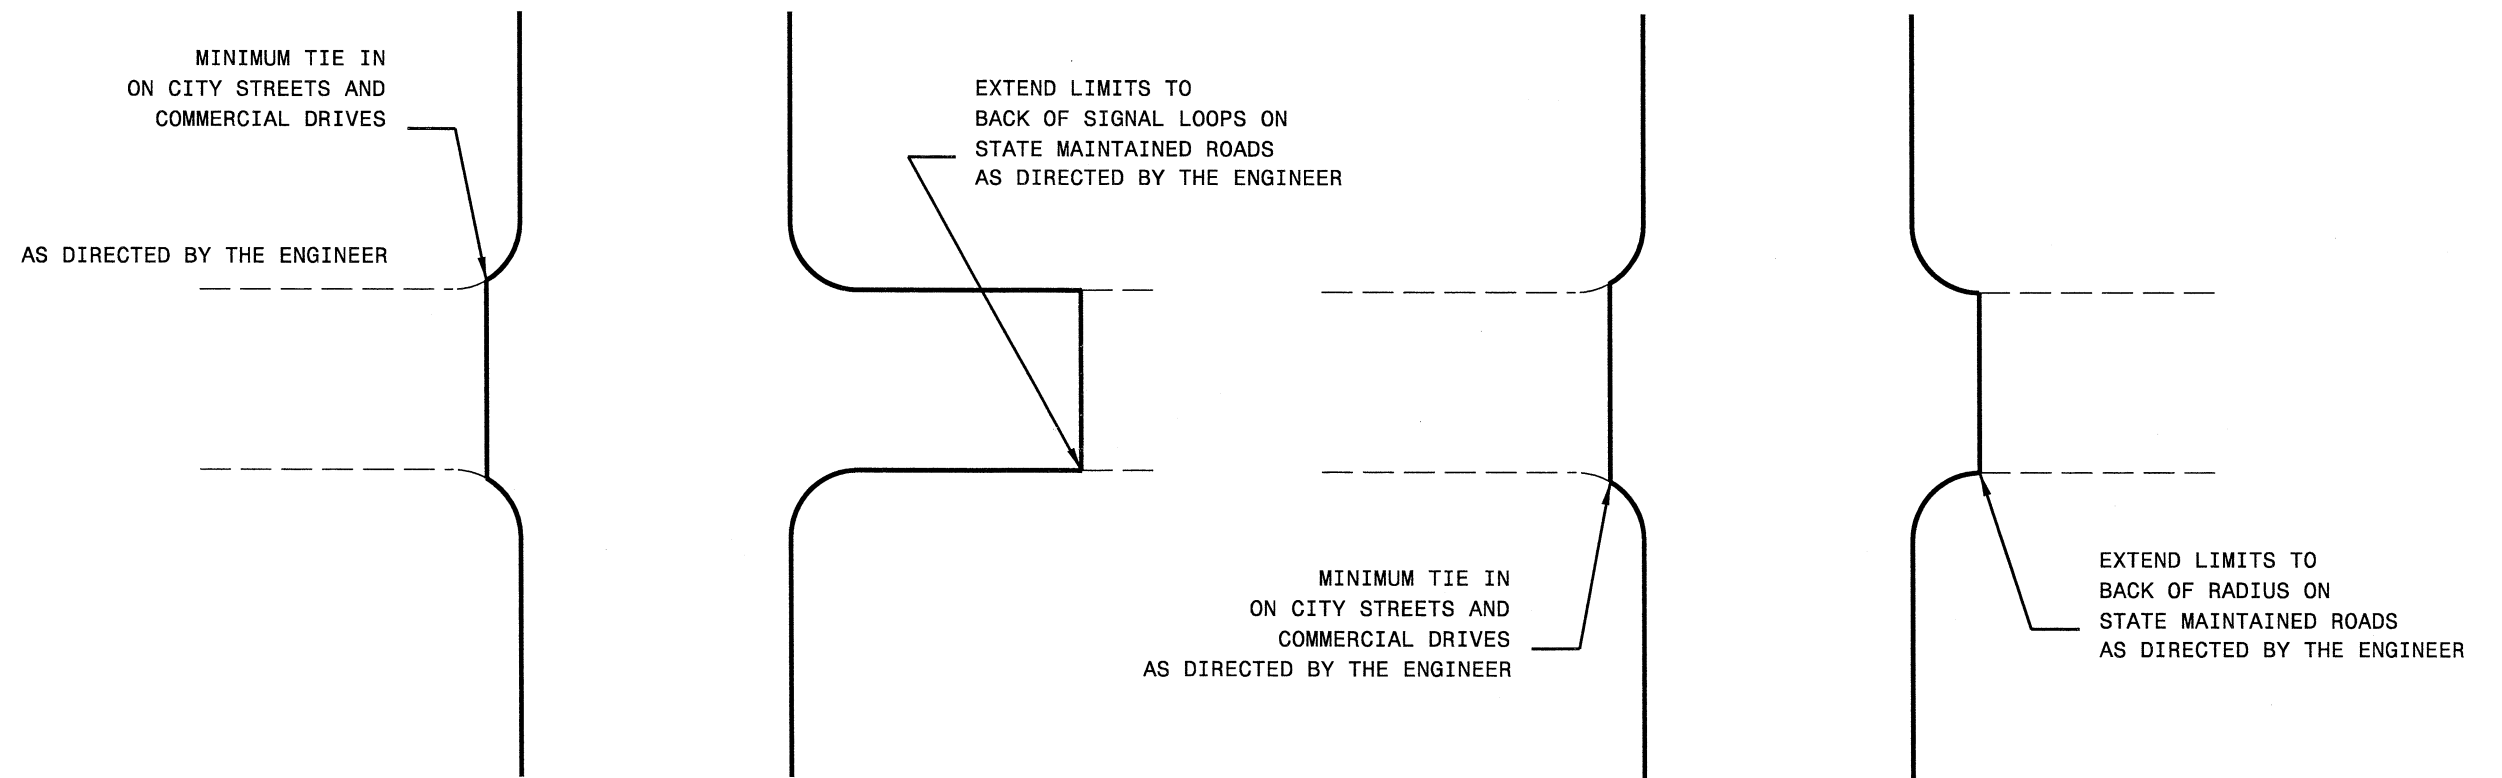 MINIMUM TIE IN
ON CITY STREETS AND
COMMERCIAL DRIVES
AS DIRECTED BY THE ENGINEER
EXTEND LIMITS TO
BACK OF SIGNAL LOOPS ON
STATE MAINTAINED ROADS
AS DIRECTED BY THE ENGINEER
MINIMUM TIE IN
ON CITY STREETS AND
COMMERCIAL DRIVES
AS DIRECTED BY THE ENGINEER
EXTEND LIMITS TO
BACK OF RADIUS ON
STATE MAINTAINED ROADS
AS DIRECTED BY THE ENGINEER